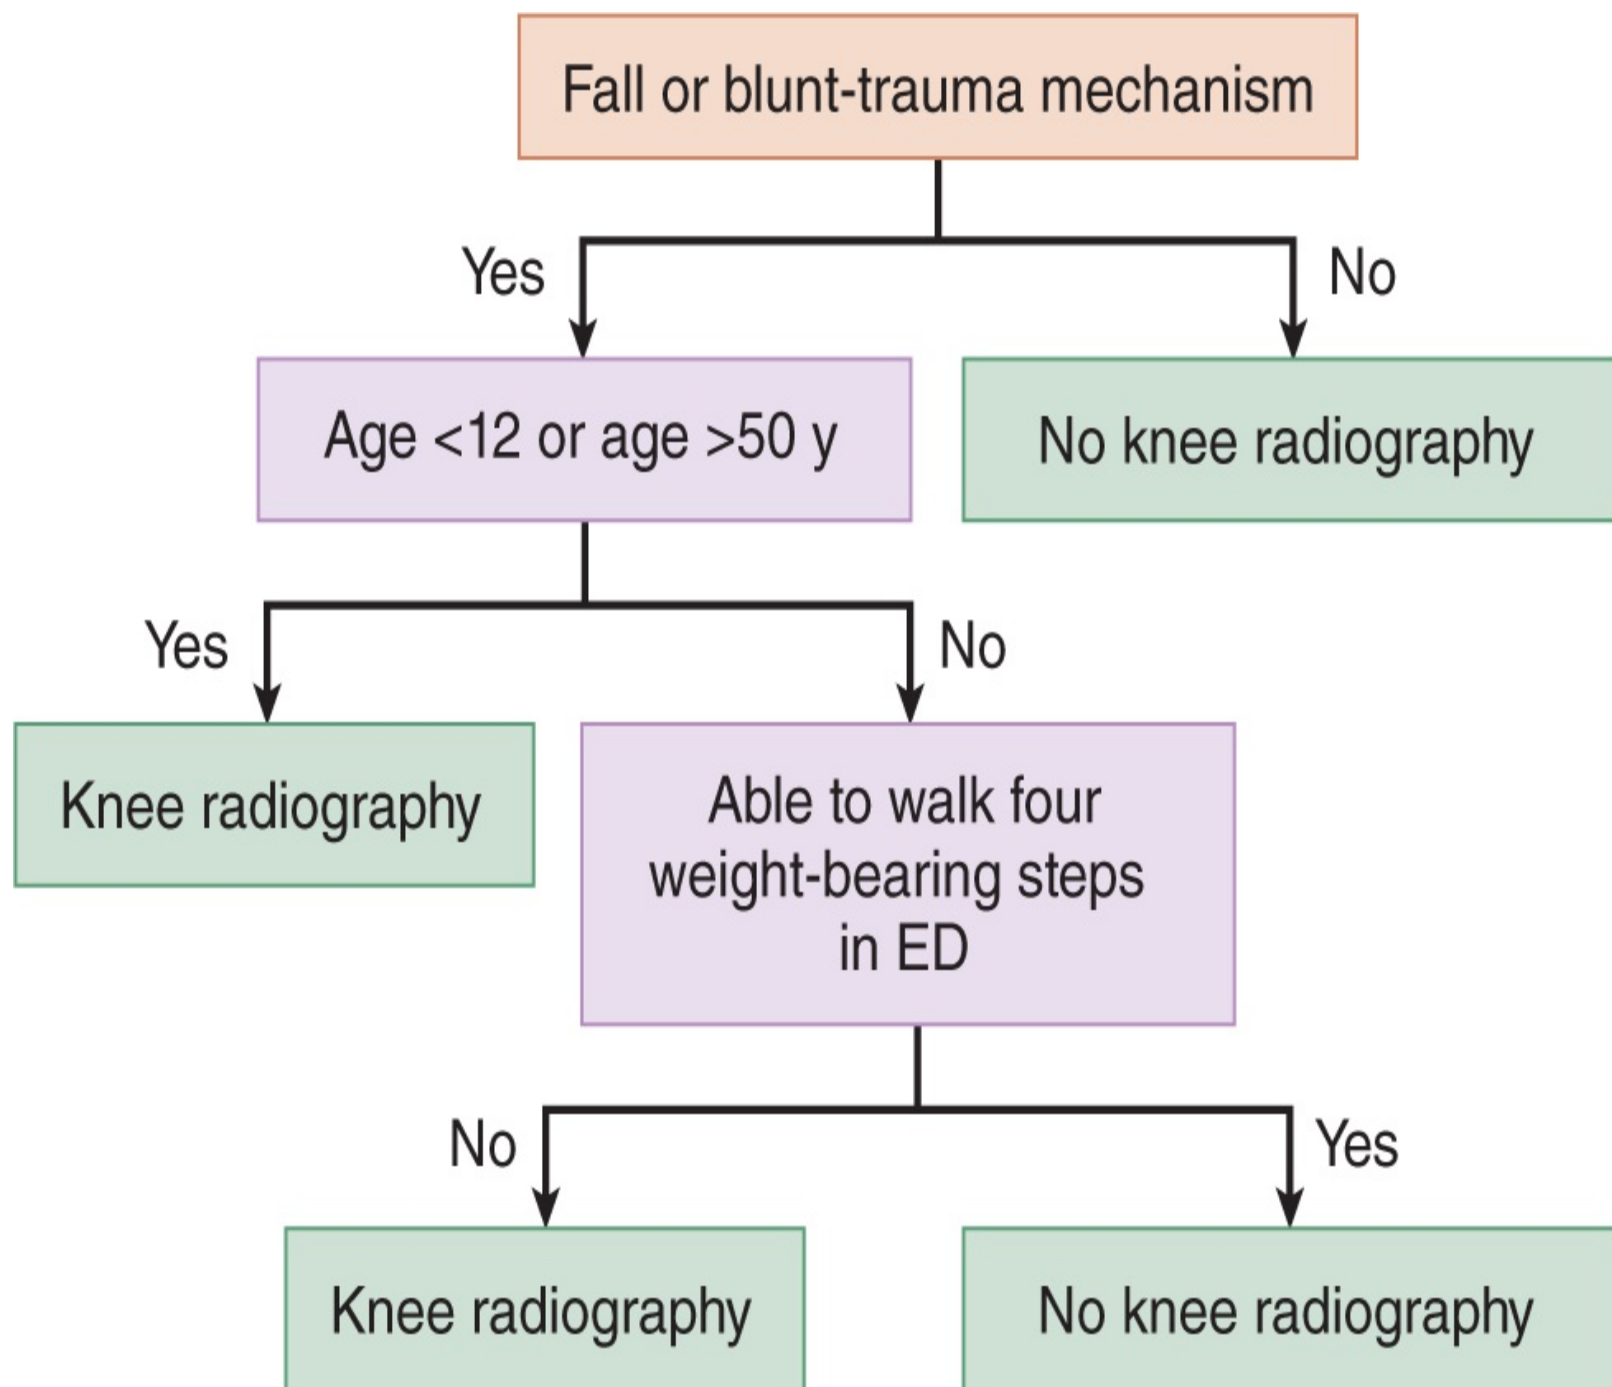 Fall or blunt-trauma mechanism
Yes
No
Age <12 or age >50 y
No knee radiography
Yes
No
Knee radiography
Able to walk four
weight-bearing steps
in ED
No
Yes
Knee radiography
No knee radiography